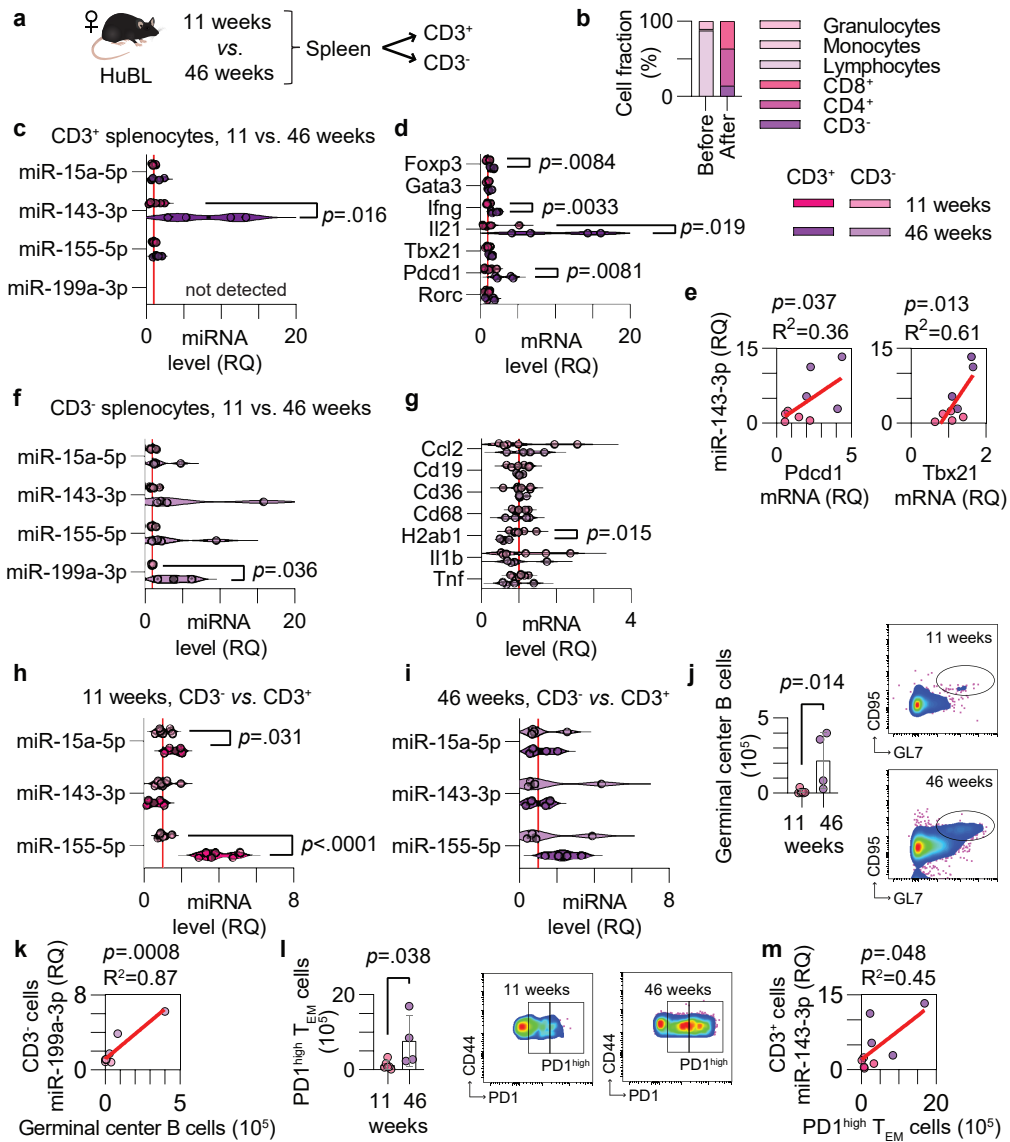 a
♀
HuBL
11 weeks
vs.
46 weeks
Spleen
CD3⁺
CD3⁻
b
Cell fraction
(%)
100
0
Before
After
Granulocytes
Monocytes
Lymphocytes
CD8⁺
CD4⁺
CD3⁻
CD3⁺ CD3⁻
11 weeks
46 weeks
c
CD3⁺ splenocytes, 11 vs. 46 weeks
miR-15a-5p
miR-143-3p
p=.016
miR-155-5p
miR-199a-3p
not detected
0 20
miRNA
level (RQ)
d
Foxp3
p=.0084
Gata3
Ifng
p=.0033
Il21
p=.019
Tbx21
Pdcd1
p=.0081
Rorc
0 20
mRNA
level (RQ)
e
p=.037
R²=0.36
p=.013
R²=0.61
miR-143-3p (RQ)
15
0
0 5
Pdcd1
mRNA (RQ)
15
0
0 2
Tbx21
mRNA (RQ)
f
CD3⁻ splenocytes, 11 vs. 46 weeks
miR-15a-5p
miR-143-3p
miR-155-5p
miR-199a-3p
p=.036
0 20
miRNA
level (RQ)
g
Ccl2
Cd19
Cd36
Cd68
H2ab1
p=.015
Il1b
Tnf
0 4
mRNA
level (RQ)
h
11 weeks, CD3⁻ vs. CD3⁺
miR-15a-5p
p=.031
miR-143-3p
miR-155-5p
p<.0001
0 8
miRNA
level (RQ)
i
46 weeks, CD3⁻ vs. CD3⁺
miR-15a-5p
miR-143-3p
miR-155-5p
0 8
miRNA
level (RQ)
j
Germinal center B cells
(10⁵)
p=.014
5
0
11 46
weeks
11 weeks
CD95
GL7
46 weeks
CD95
GL7
k
p=.0008
R²=0.87
CD3⁻ cells
miR-199a-3p (RQ)
8
0
0 5
Germinal center B cells (10⁵)
l
p=.038
PD1ʰⁱᵍʰ T_EM cells
(10⁵)
20
0
11 46
weeks
11 weeks
CD44
PD1ʰⁱᵍʰ
PD1
46 weeks
CD44
PD1ʰⁱᵍʰ
PD1
m
p=.048
R²=0.45
CD3⁺ cells
miR-143-3p (RQ)
15
0
0 20
PD1ʰⁱᵍʰ T_EM cells (10⁵)